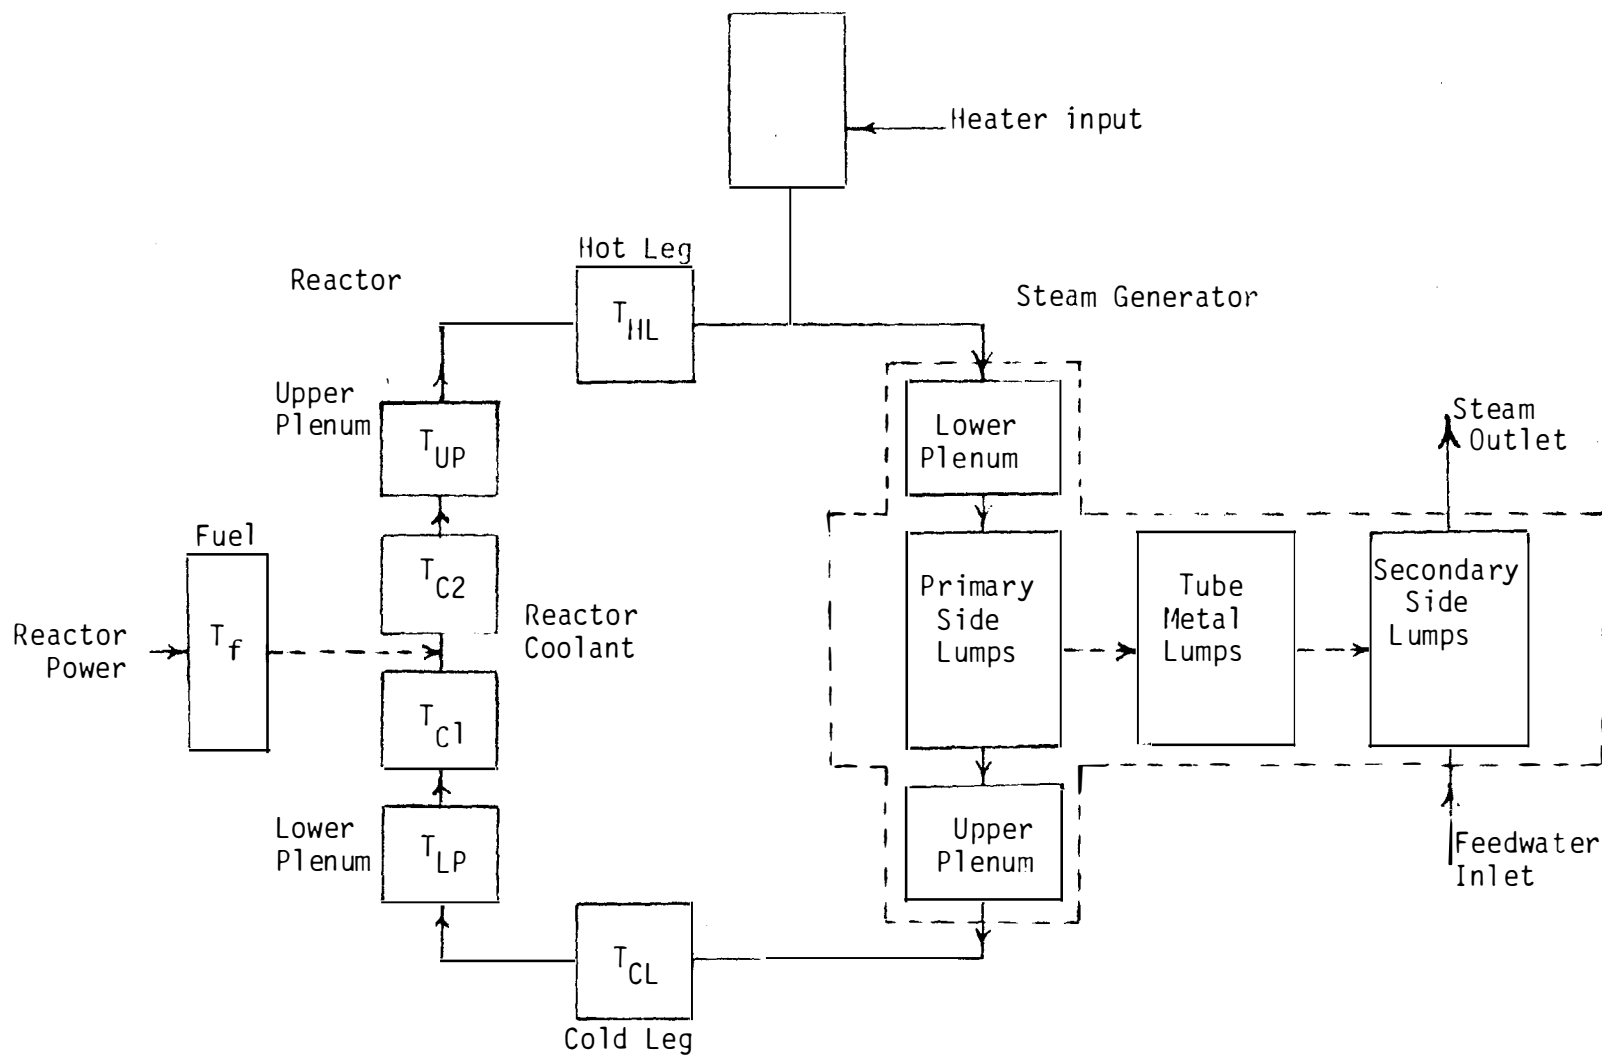 Heater input
Hot Leg
Reactor
T_HL
Steam Generator
Upper
Plenum
T_UP
Lower
Plenum
Steam
Outlet
Fuel
T_C2
Primary
Side
Lumps
Tube
Metal
Lumps
Secondary
Side
Lumps
Reactor
Power
T_f
Reactor
Coolant
T_C1
Lower
Plenum
T_LP
Upper
Plenum
Feedwater
Inlet
T_CL
Cold Leg